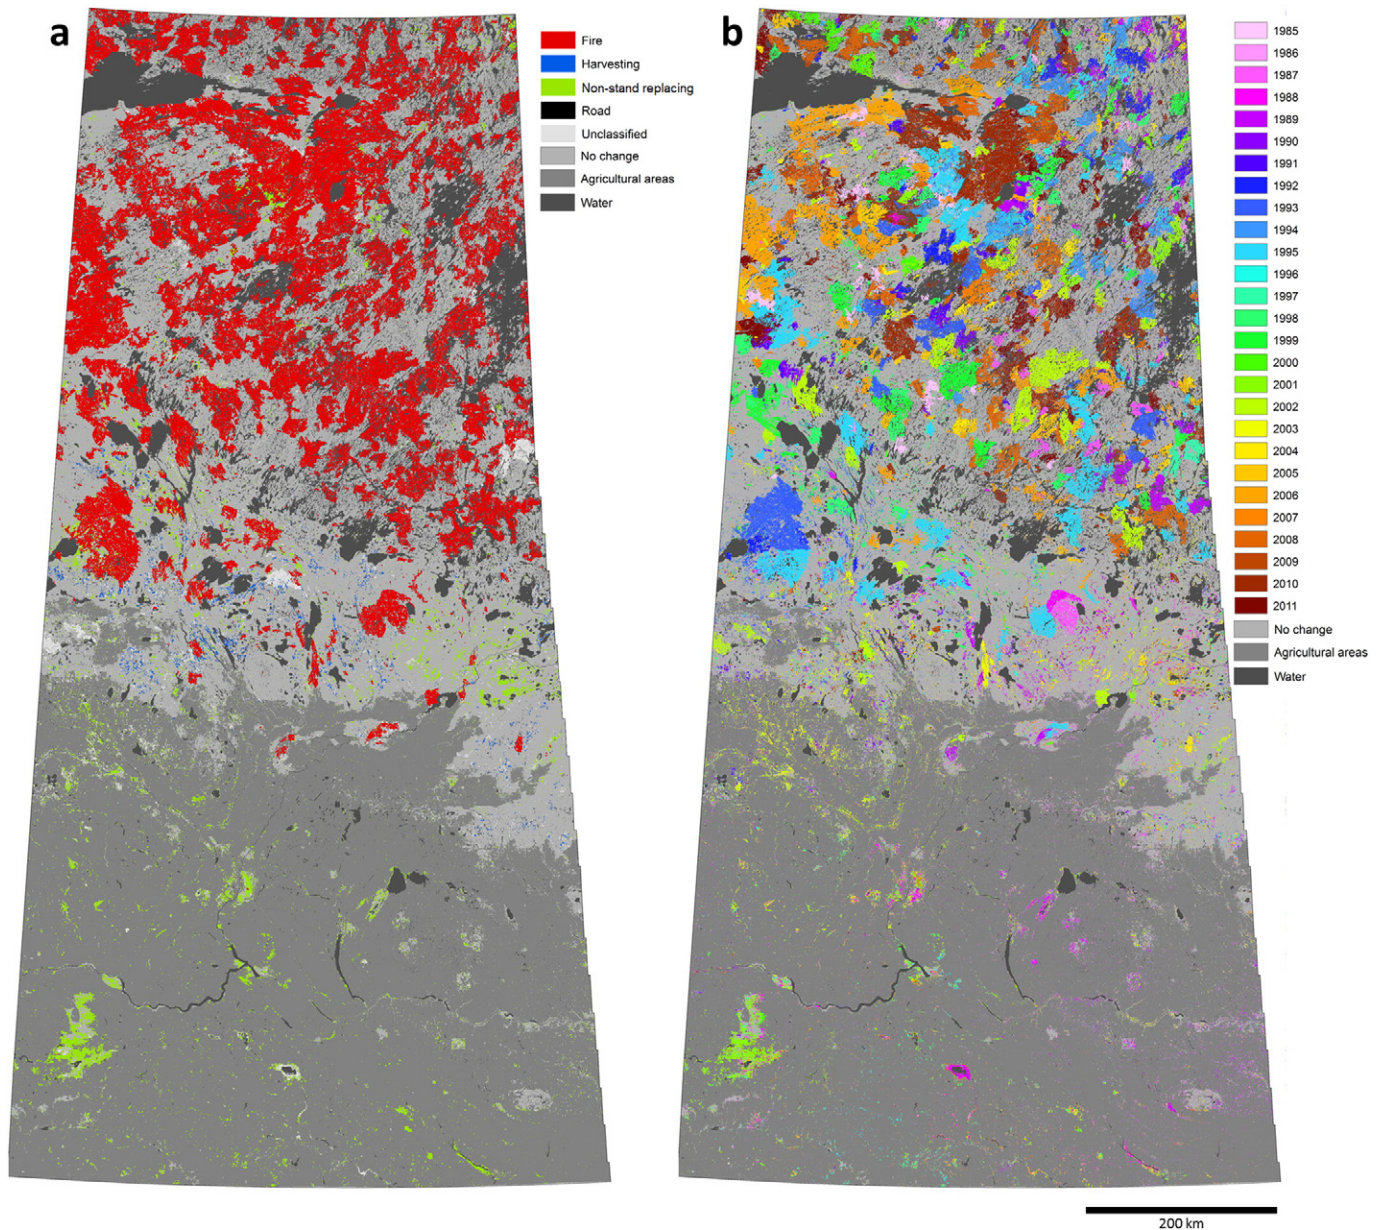 a
Fire
Harvesting
Non-stand replacing
Road
Unclassified
No change
Agricultural areas
Water
b
1985
1986
1987
1988
1989
1990
1991
1992
1993
1994
1995
1996
1997
1998
1999
2000
2001
2002
2003
2004
2005
2006
2007
2008
2009
2010
2011
No change
Agricultural areas
Water
200 km